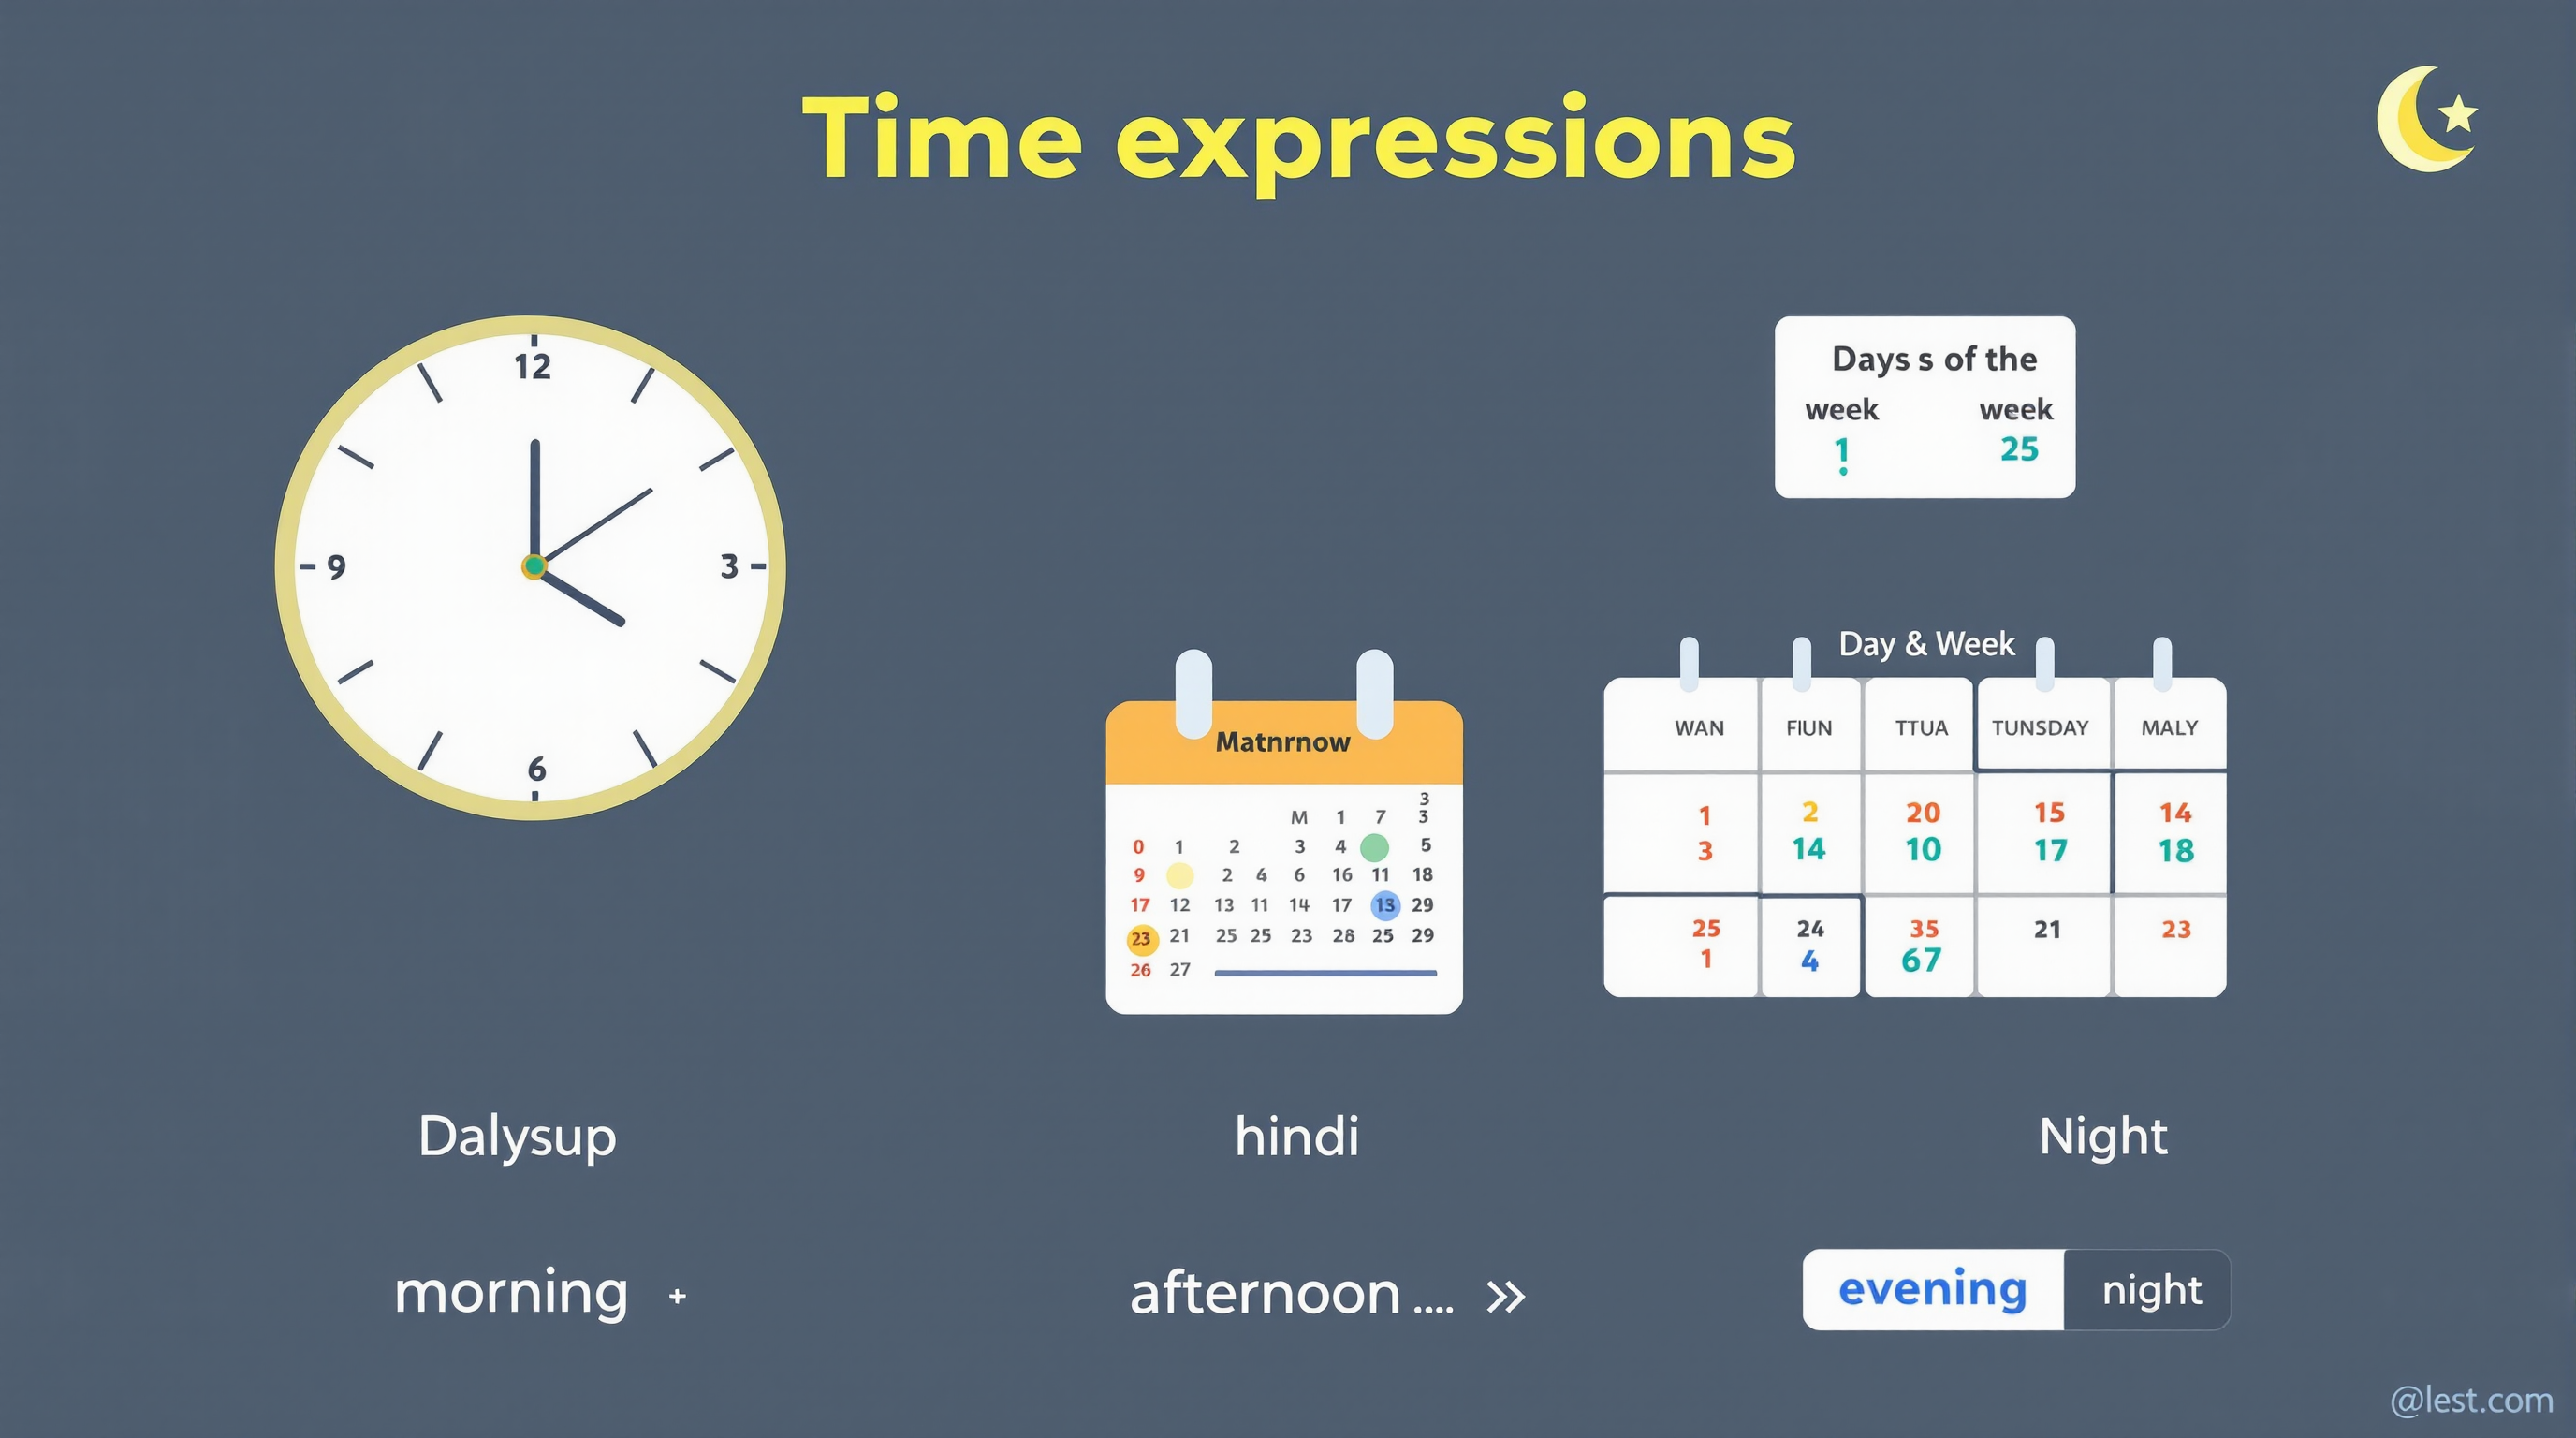 Time expressions
12
9
3
6
Days s of the
week week
1 25
Day & Week
WAN FIUN TTUA TUNSDAY MALY
1 2 20 15 14
3 14 10 17 18
25 24 35 21 23
1 4 67
Matnrnow
3
M 1 7 3
0 1 2 3 4 5
9 2 4 6 16 11 18
17 12 13 11 14 17 13 29
23 21 25 25 23 28 25 29
26 27
Dalysup hindi Night
morning + afternoon .... »
evening night
@lest.com